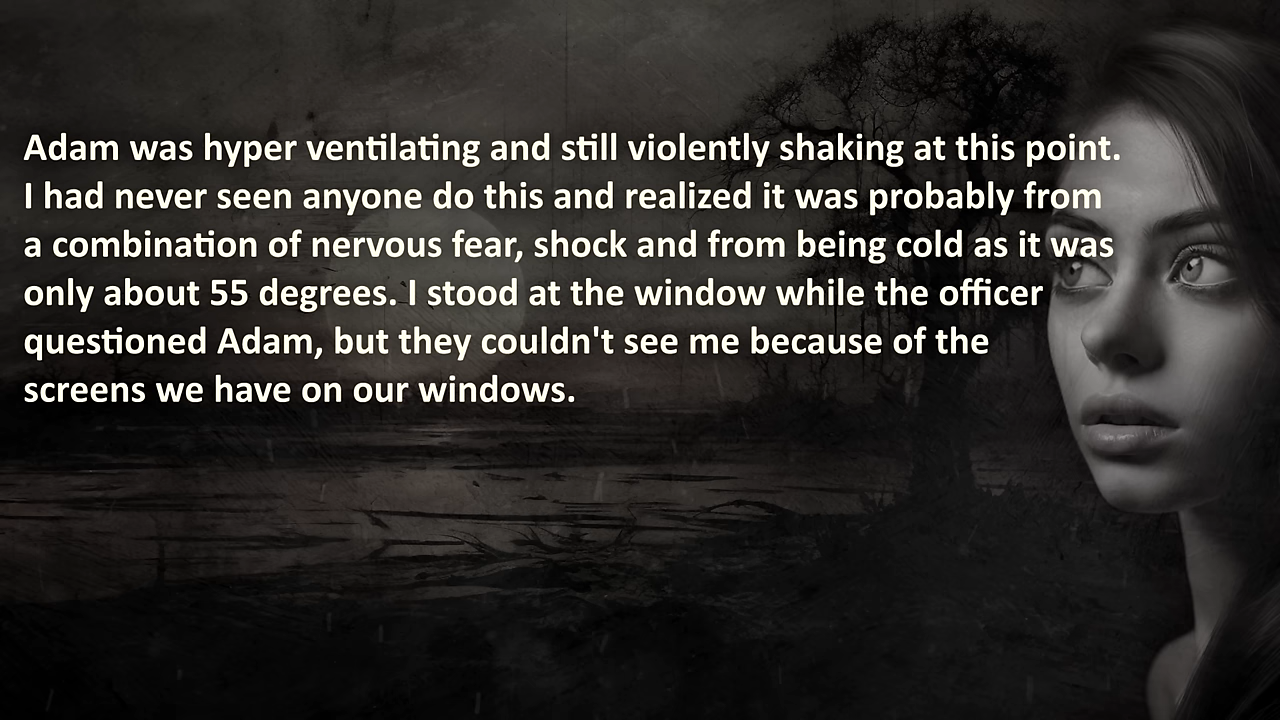 Adam was hyper ventilating and still violently shaking at this point.
I had never seen anyone do this and realized it was probably from
a combination of nervous fear, shock and from being cold as it was
only about 55 degrees. I stood at the window while the officer
questioned Adam, but they couldn't see me because of the
screens we have on our windows.